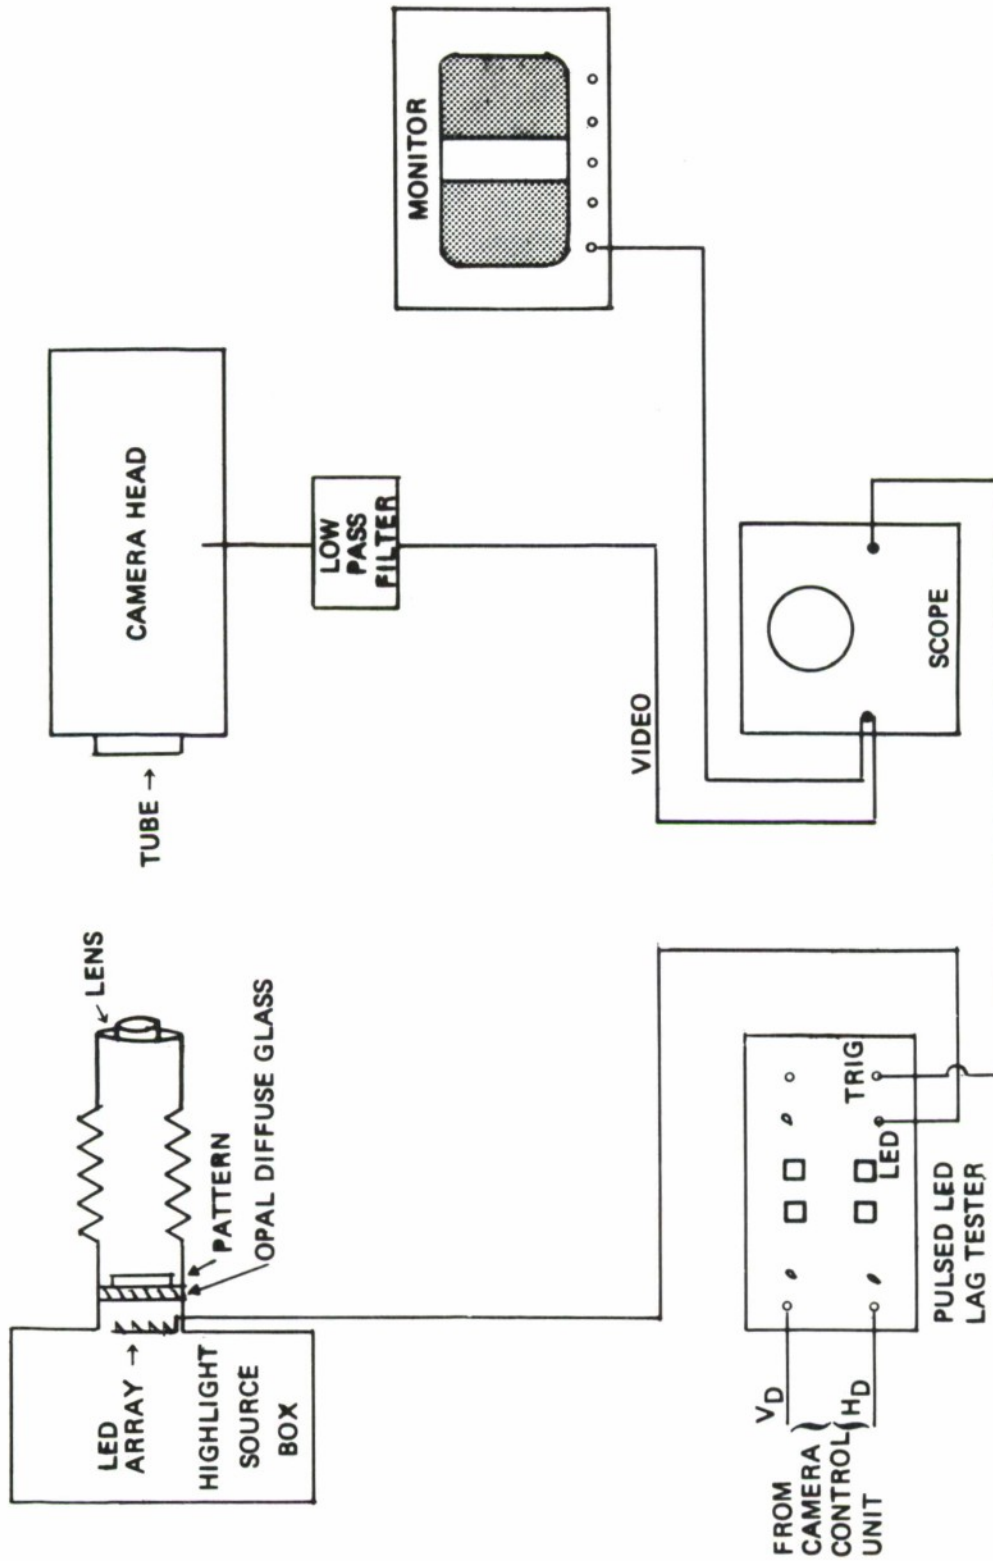 LED
ARRAY →
HIGHLIGHT
SOURCE
BOX
LENS
PATTERN
OPAL DIFFUSE GLASS
TUBE →
CAMERA HEAD
LOW
PASS
FILTER
MONITOR
VIDEO
SCOPE
FROM
CAMERA
CONTROL
UNIT
VD
HD
LED
TRIG
PULSED LED
LAG TESTER